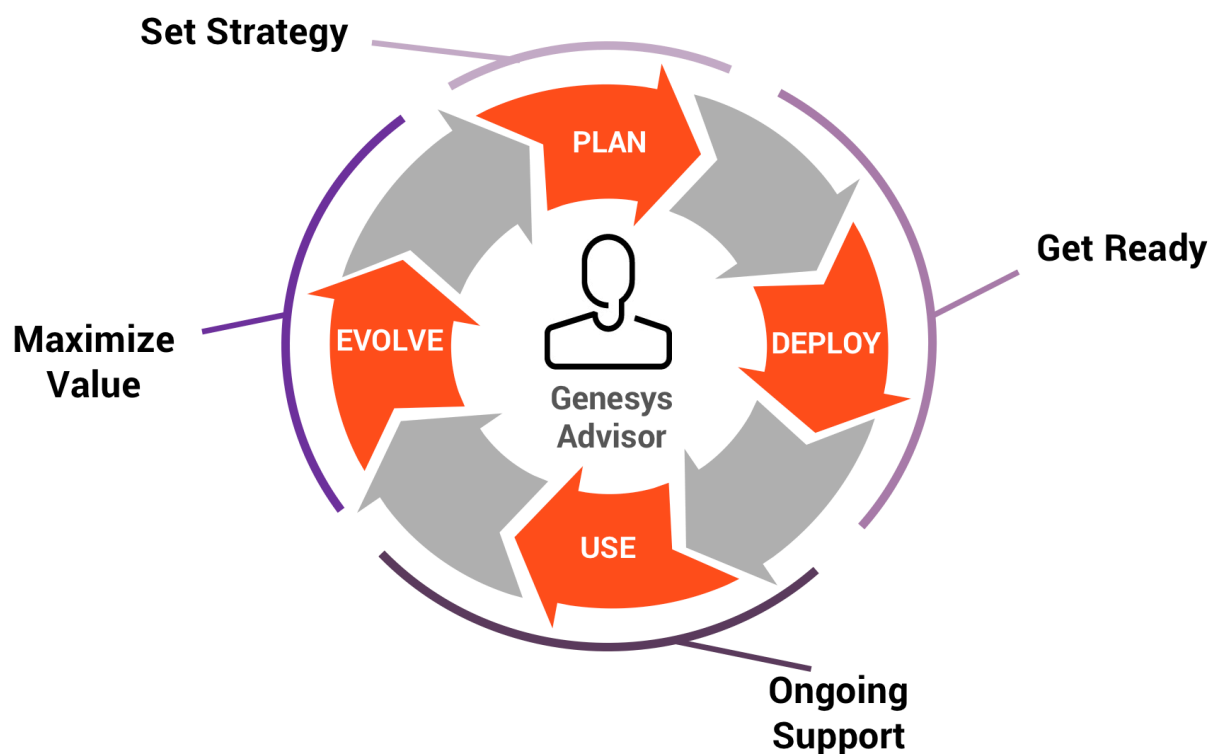 Set Strategy
PLAN
Get Ready
DEPLOY
Maximize
Value
EVOLVE
Genesys
Advisor
USE
Ongoing
Support